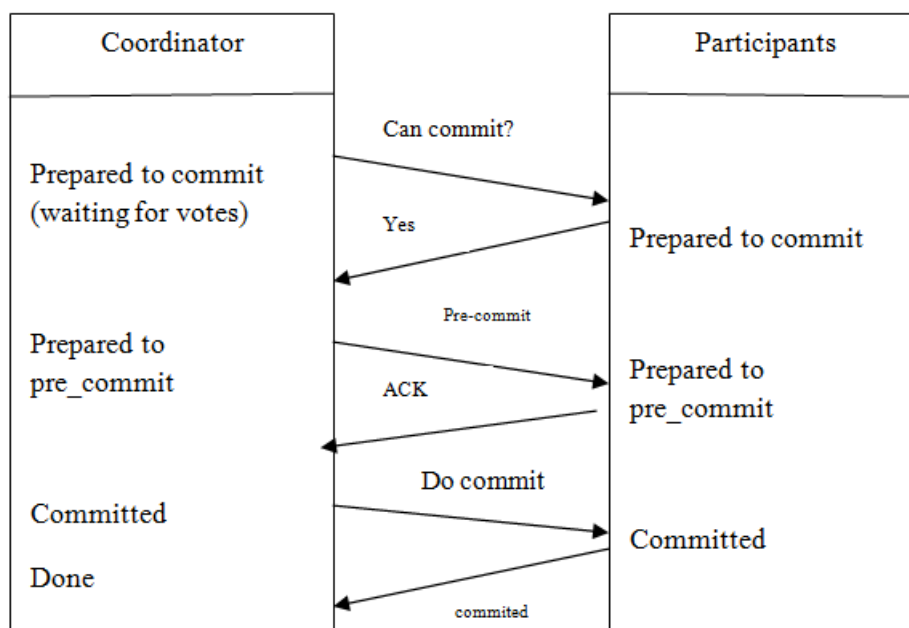 Coordinator
Participants
Can commit?
Prepared to commit
(waiting for votes)
Yes
Prepared to commit
Pre-commit
Prepared to
pre_commit
ACK
Prepared to
pre_commit
Do commit
Committed
Committed
Done
commited